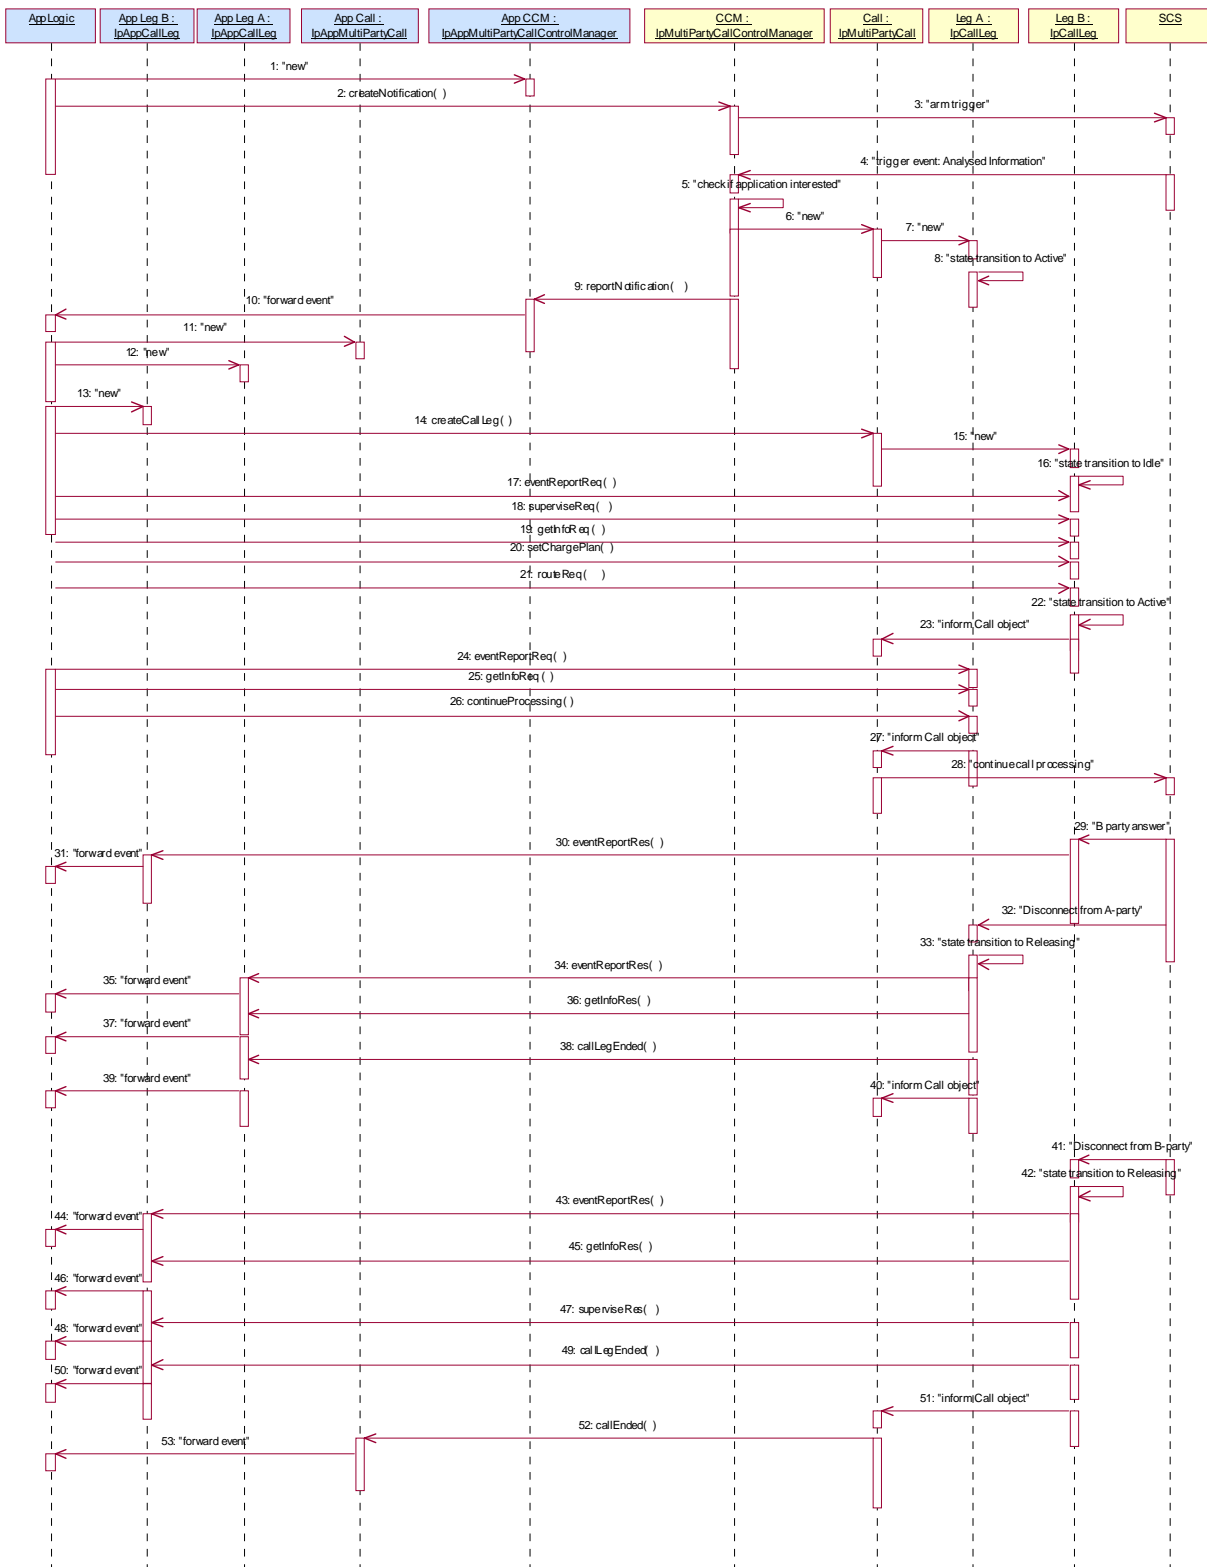 AppLogic
App Leg B :
IpAppCallLeg
App Leg A :
IpAppCallLeg
App Call :
IpAppMultiPartyCall
App CCM :
IpAppMultiPartyCallControlManager
CCM :
IpMultiPartyCallControlManager
Call :
IpMultiPartyCall
Leg A :
IpCallLeg
Leg B :
IpCallLeg
SCS
1: "new"
2: createNotification( )
3: "arm trigger"
4: "trigger event: Analysed Information"
5: "check if application interested"
6: "new"
7: "new"
8: "state transition to Active"
9: reportNotification( )
10: "forward event"
11: "new"
12: "new"
13: "new"
14: createCallLeg( )
15: "new"
16: "state transition to Idle"
17: eventReportReq( )
18: superviseReq( )
19: getInfoReq( )
20: setChargePlan( )
21: routeReq( )
22: "state transition to Active"
23: "inform Call object"
24: eventReportReq( )
25: getInfoReq( )
26: continueProcessing( )
27: "inform Call object"
28: "continue call processing"
29: "B party answer"
30: eventReportRes( )
31: "forward event"
32: "Disconnect from A-party"
33: "state transition to Releasing"
34: eventReportRes( )
35: "forward event"
36: getInfoRes( )
37: "forward event"
38: callLegEnded( )
39: "forward event"
40: "inform Call object"
41: "Disconnect from B-party"
42: "state transition to Releasing"
43: eventReportRes( )
44: "forward event"
45: getInfoRes( )
46: "forward event"
47: superviseRes( )
48: "forward event"
49: callLegEnded( )
50: "forward event"
51: "inform Call object"
52: callEnded( )
53: "forward event"